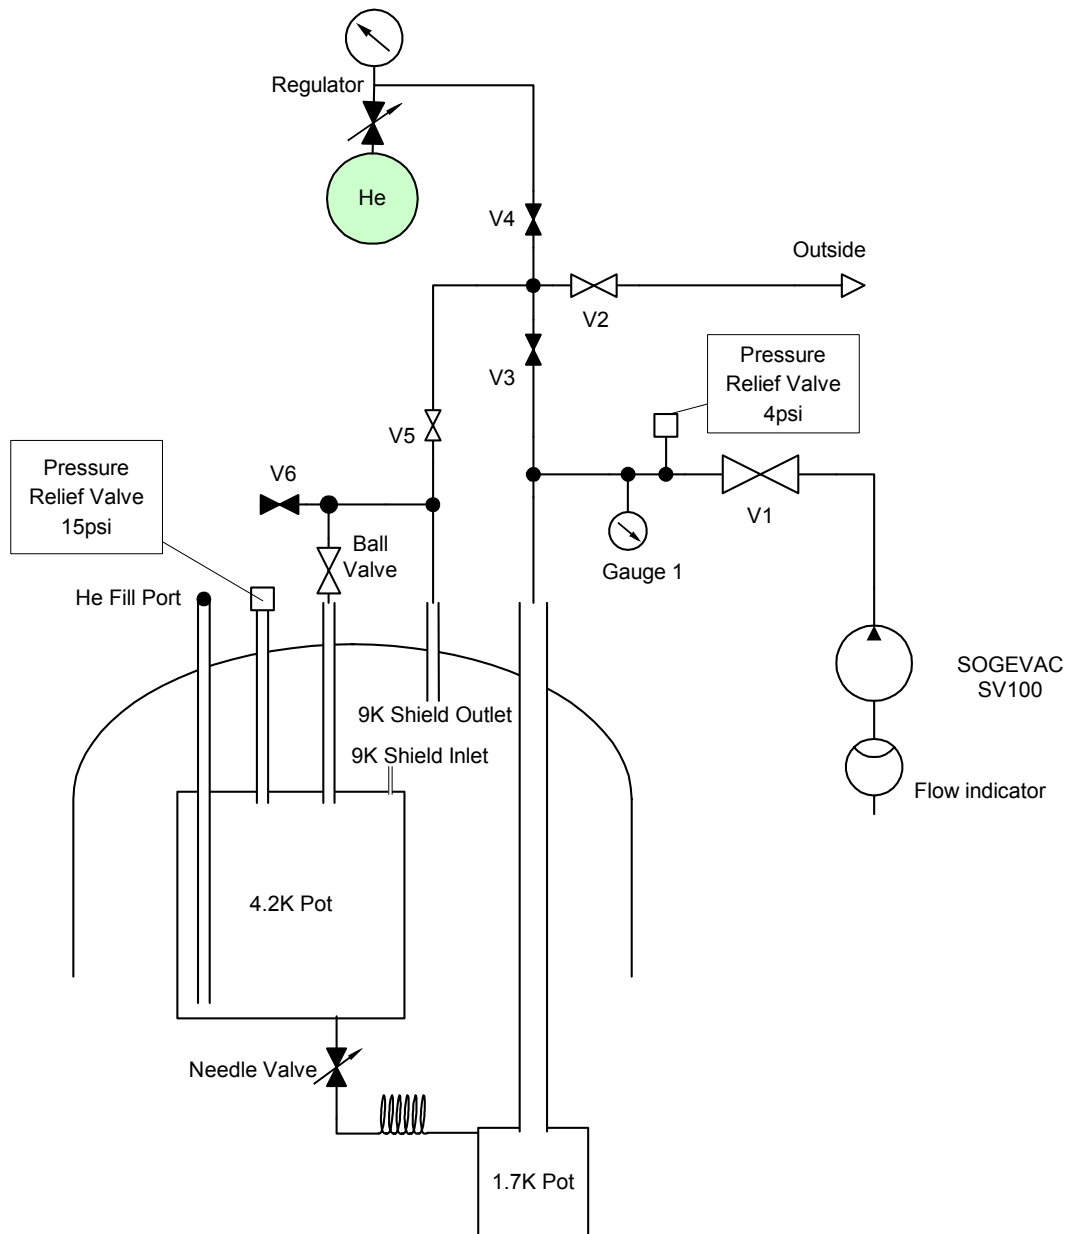 Regulator
He
V4
Outside
V2
Pressure
Relief Valve
4psi
V3
V5
Pressure
Relief Valve
15psi
V6
V1
Ball
Valve
Gauge 1
He Fill Port
SOGEVAC
SV100
9K Shield Outlet
9K Shield Inlet
Flow indicator
4.2K Pot
Needle Valve
1.7K Pot